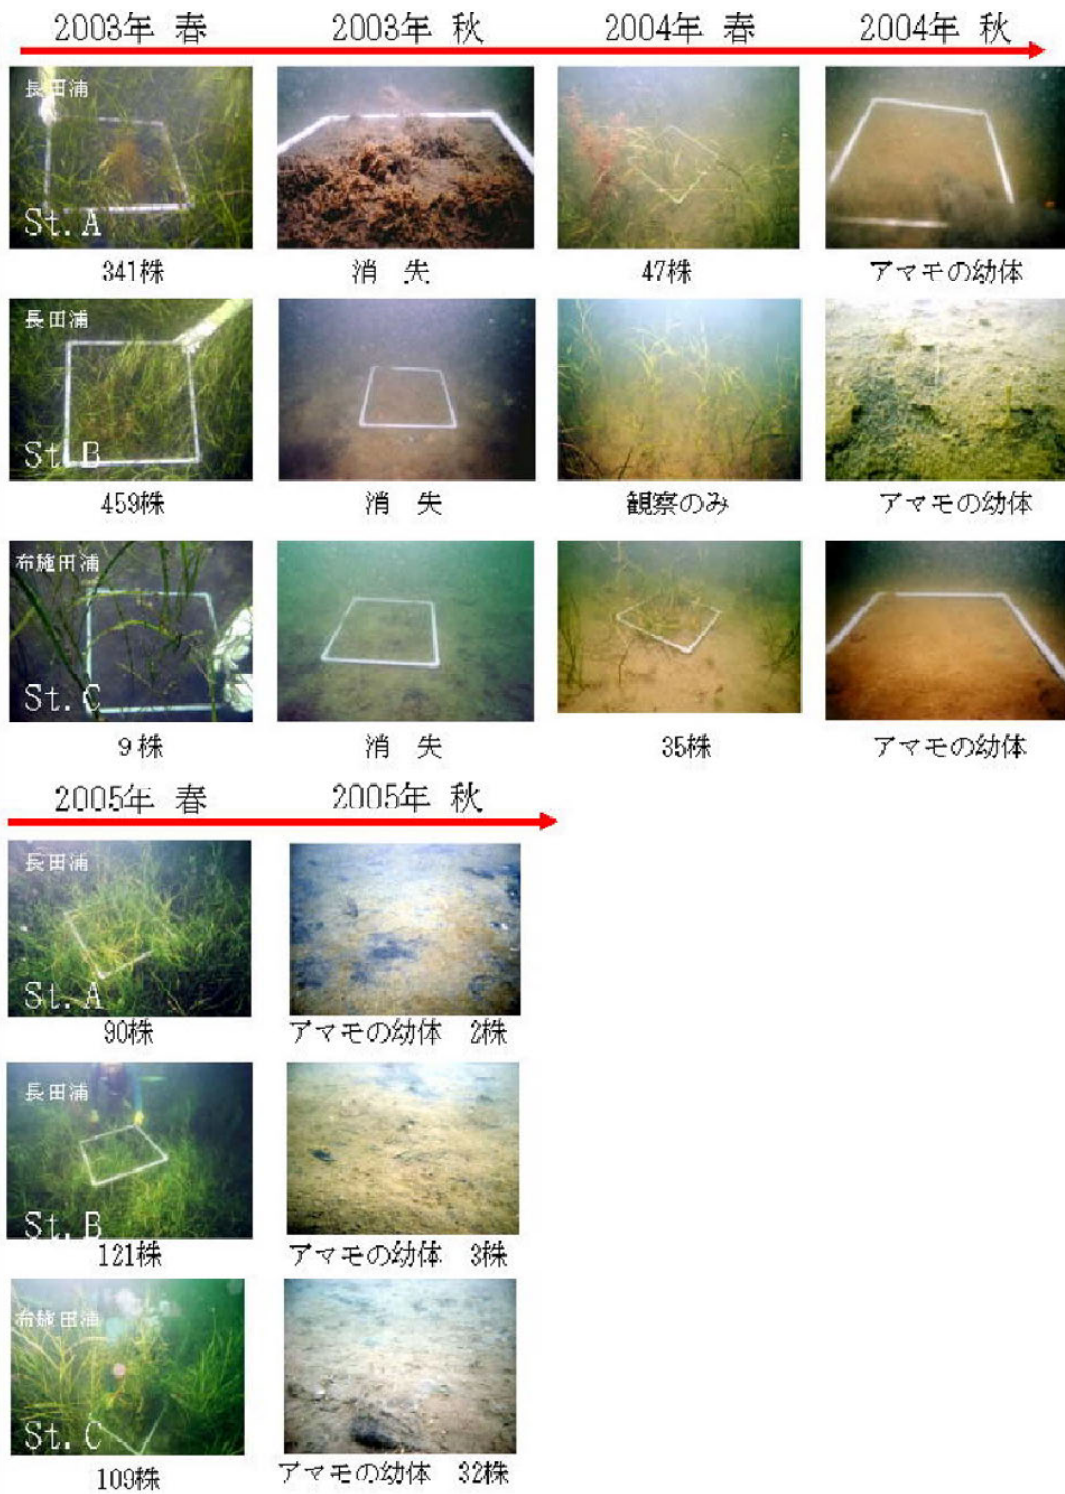 2003年 春 2003年 秋 2004年 春 2004年 秋
長田浦
St. A
341株 消 失 47株 アマモの幼体
長田浦
St. B
459株 消 失 観察のみ アマモの幼体
布施田浦
St. C
9株 消 失 35株 アマモの幼体
2005年 春 2005年 秋
長田浦
St. A
90株 アマモの幼体 2株
長田浦
St. B
121株 アマモの幼体 3株
布施田浦
St. C
109株 アマモの幼体 32株